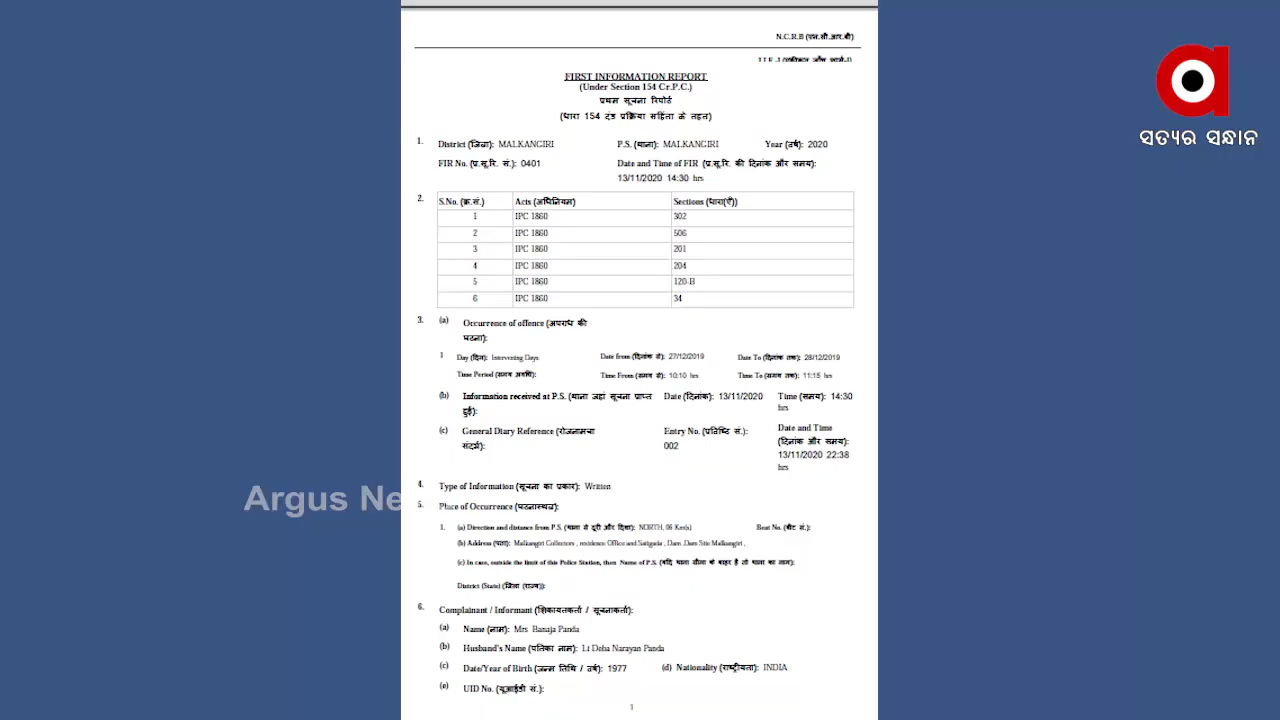 N.C.R.B (एन.सी.आर.बी)
FIRST INFORMATION REPORT
(Under Section 154 Cr.P.C.)
प्रथम सूचना रिपोर्ट
(धारा 154 दंड प्रक्रिया संहिता के तहत)
1. District (जिला): MALKANGIRI P.S. (थाना): MALKANGIRI Year (वर्ष): 2020
FIR No. (प्र.सू.रि. सं.): 0401 Date and Time of FIR (प्र.सू.रि. की दिनांक और समय):
13/11/2020 14:30 hrs
2. S.No. (क्र.सं.) Acts (अधिनियम) Sections (धारा(एँ))
1 IPC 1860 302
2 IPC 1860 506
3 IPC 1860 201
4 IPC 1860 204
5 IPC 1860 120-B
6 IPC 1860 34
3. (a) Occurrence of offence (अपराध की
घटना):
1 Day (दिन): Intervening Days Date from (दिनांक से): 27/12/2019 Date To (दिनांक तक): 28/12/2019
Time Period (समय अवधि): Time From (समय से): 10:10 hrs Time To (समय तक): 11:15 hrs
(b) Information received at P.S. (थाना जहां सूचना प्राप्त Date (दिनांक): 13/11/2020 Time (समय): 14:30
हुई): hrs
(c) General Diary Reference (रोजनामचा Entry No. (प्रविष्टि सं.): Date and Time
संदर्भ): 002 (दिनांक और समय):
13/11/2020 22:38
hrs
4. Type of Information (सूचना का प्रकार): Written
5. Place of Occurrence (घटनास्थल):
1. (a) Direction and distance from P.S. (थाना से दूरी और दिशा): NORTH, 06 Km(s) Beat No. (बीट सं.):
(b) Address (पता): Malkangiri Collectors , residence Office and Satiguda , Dam ,Dam Site Malkangiri ,
(c) In case, outside the limit of this Police Station, then Name of P.S. (यदि थाना सीमा के बाहर है तो थाना का नाम):
District (State) (जिला (राज्य)):
6. Complainant / Informant (शिकायतकर्ता / सूचनाकर्ता):
(a) Name (नाम): Mrs Banaja Panda
(b) Husband's Name (पतिका नाम): Lt Deba Narayan Panda
(c) Date/Year of Birth (जन्म तिथि / वर्ष): 1977 (d) Nationality (राष्ट्रीयता): INDIA
(e) UID No. (यूआईडी सं.):
1
ସତ୍ୟର ସନ୍ଧାନ
Argus Ne